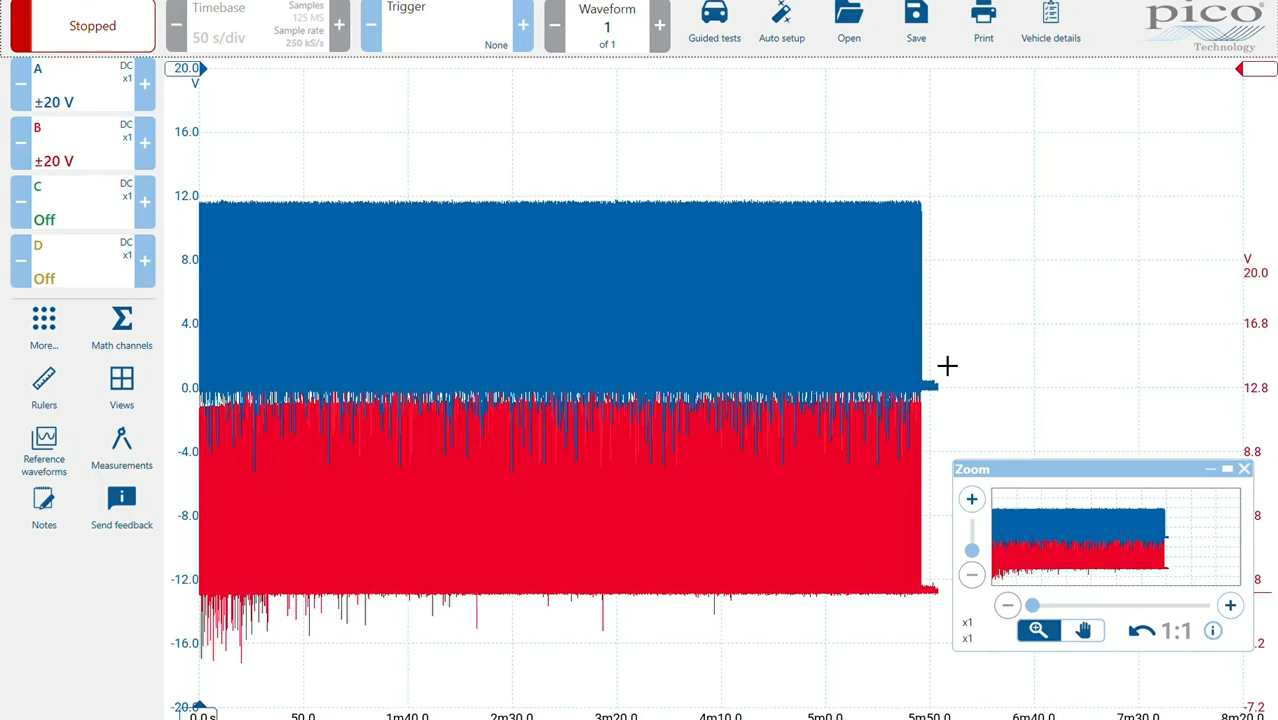 Stopped
Timebase
50 s/div
Samples
125 MS
Sample rate
250 kS/s
Trigger
None
Waveform
1
of 1
Guided tests
Auto setup
Open
Save
Print
Vehicle details
pico
Technology
A
DC
x1
±20 V
B
DC
x1
±20 V
C
DC
x1
Off
D
DC
x1
Off
More...
Math channels
Rulers
Views
Reference
waveforms
Measurements
Notes
Send feedback
20.0
V
16.0
12.0
8.0
4.0
0.0
-4.0
-8.0
-12.0
-16.0
-20.0
V
20.0
16.8
12.8
8.8
8
8
.2
-7.2
0.0 s
50.0
1m40.0
2m30.0
3m20.0
4m10.0
5m0.0
5m50.0
6m40.0
7m30.0
8m20.0
Zoom
x1
x1
1:1